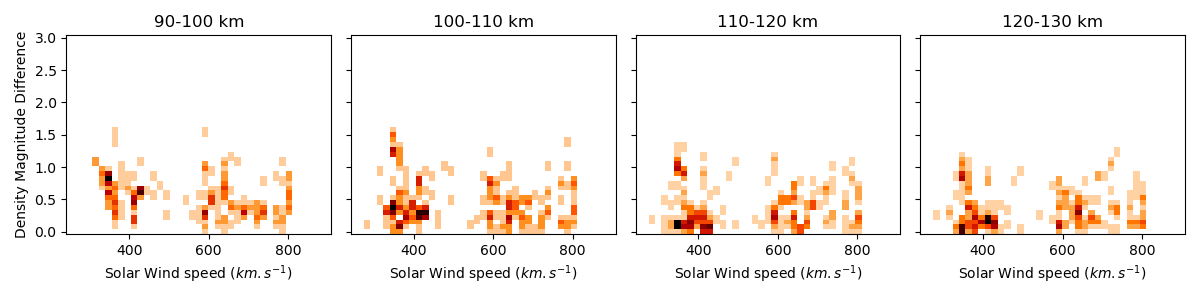 90-100 km
100-110 km
110-120 km
120-130 km
Density Magnitude Difference
3.0
2.5
2.0
1.5
1.0
0.5
0.0
400 600 800
400 600 800
400 600 800
400 600 800
Solar Wind speed (km.s⁻¹)
Solar Wind speed (km.s⁻¹)
Solar Wind speed (km.s⁻¹)
Solar Wind speed (km.s⁻¹)